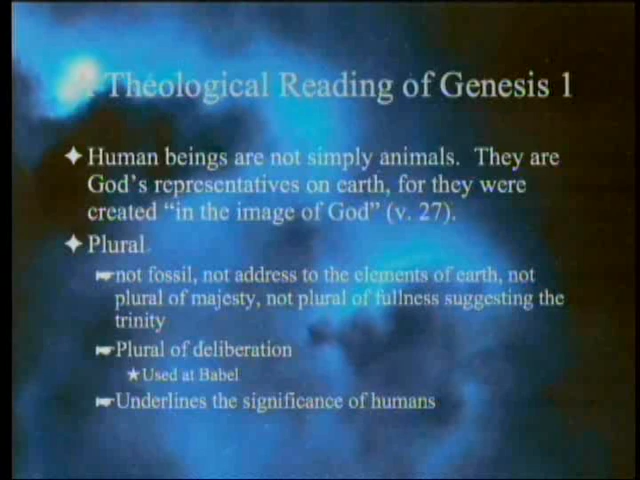 A Theological Reading of Genesis 1
Human beings are not simply animals. They are
God's representatives on earth, for they were
created "in the image of God" (v. 27).
Plural
not fossil, not address to the elements of earth, not
plural of majesty, not plural of fullness suggesting the
trinity
Plural of deliberation
Used at Babel
Underlines the significance of humans